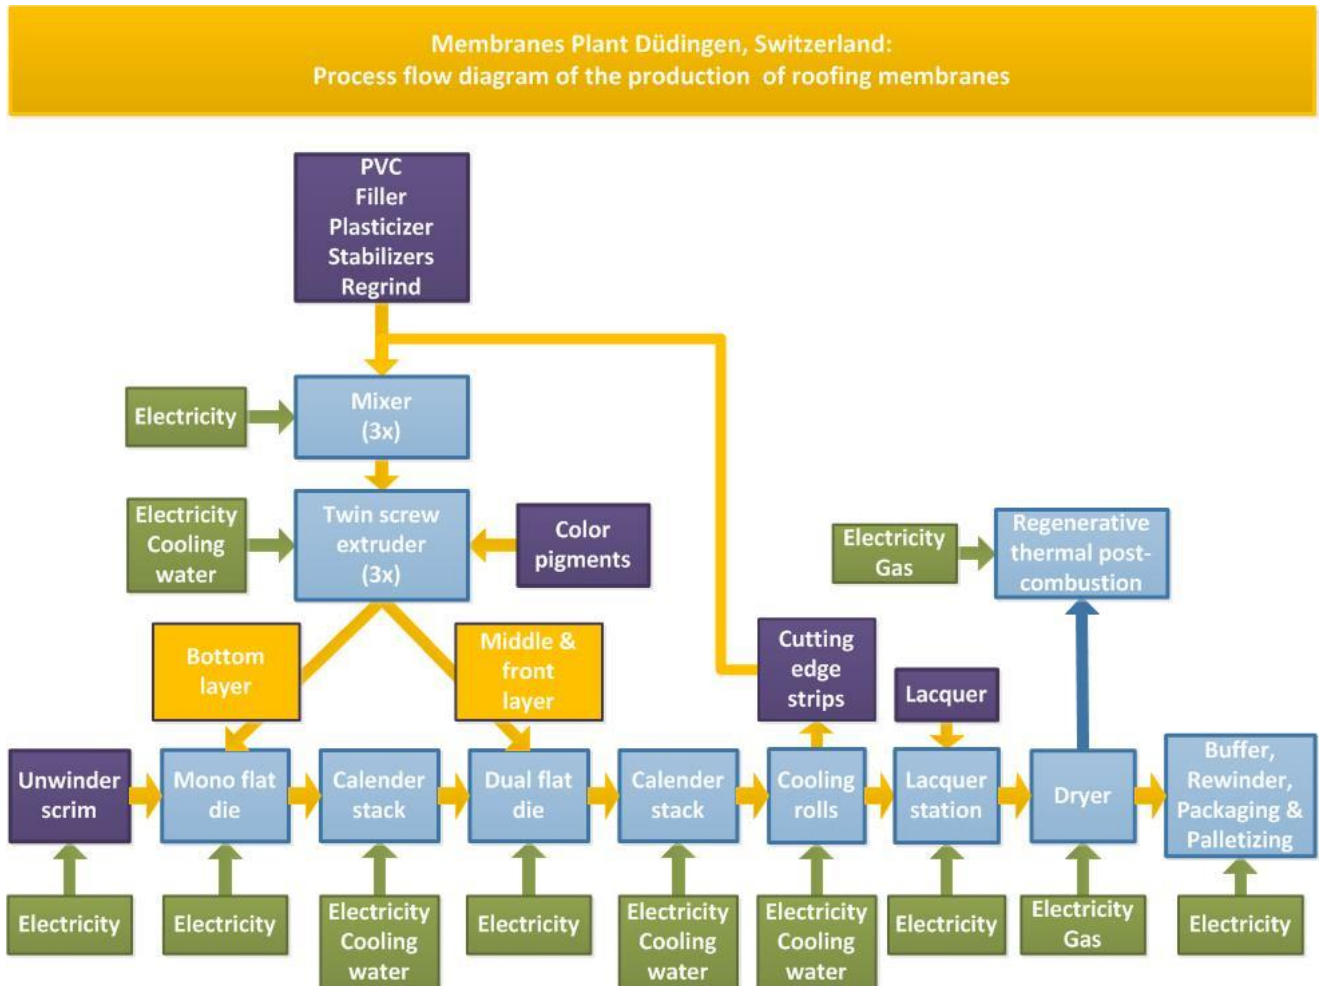 Membranes Plant Düdingen, Switzerland:
Process flow diagram of the production of roofing membranes
PVC
Filler
Plasticizer
Stabilizers
Regrind
Electricity
Mixer
(3x)
Electricity
Cooling
water
Twin screw
extruder
(3x)
Color
pigments
Electricity
Gas
Regenerative
thermal post-
combustion
Bottom
layer
Middle &
front
layer
Cutting
edge
strips
Lacquer
Unwinder
scrim
Mono flat
die
Calender
stack
Dual flat
die
Calender
stack
Cooling
rolls
Lacquer
station
Dryer
Buffer,
Rewinder,
Packaging &
Palletizing
Electricity
Electricity
Electricity
Cooling
water
Electricity
Electricity
Cooling
water
Electricity
Cooling
water
Electricity
Electricity
Gas
Electricity